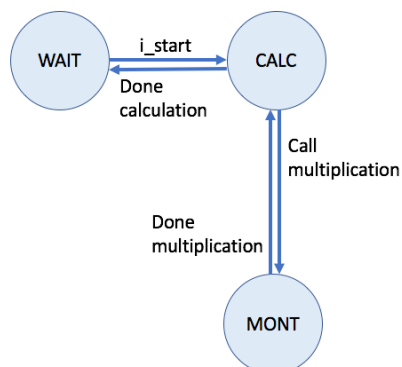 WAIT
i_start
CALC
Done
calculation
Call
multiplication
Done
multiplication
MONT